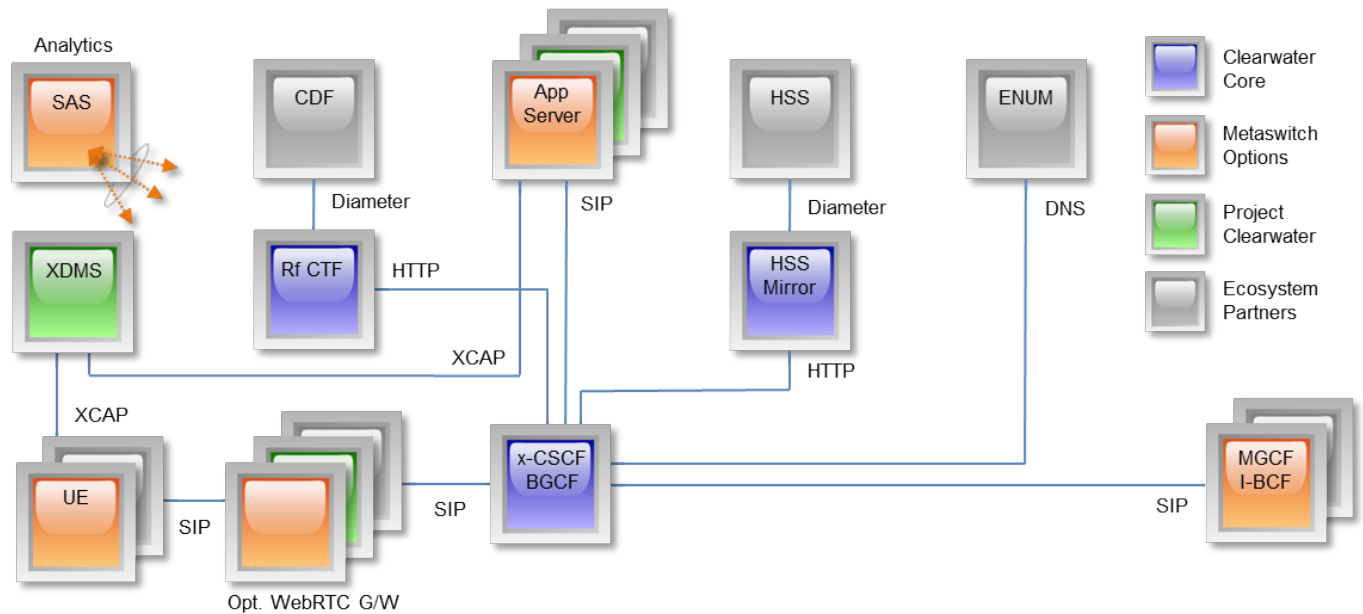 Analytics
SAS
CDF
App
Server
HSS
ENUM
Clearwater
Core
Metaswitch
Options
Diameter
SIP
Diameter
DNS
Project
Clearwater
XDMS
Rf CTF
HTTP
HSS
Mirror
Ecosystem
Partners
XCAP
HTTP
XCAP
UE
SIP
SIP
x-CSCF
BGCF
MGCF
I-BCF
SIP
Opt. WebRTC G/W